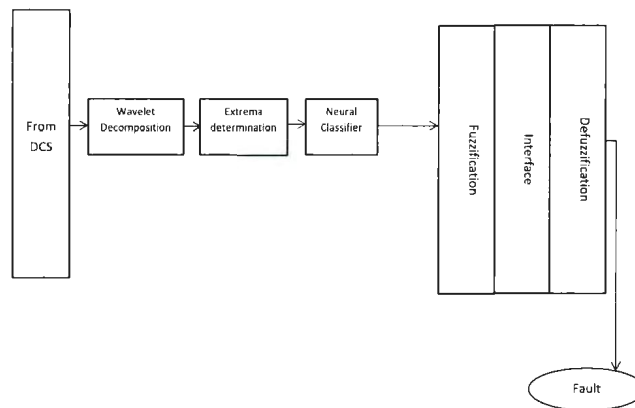 From
DCS
Wavelet
Decomposition
Extrema
determination
Neural
Classifier
Fuzzification
Interface
Defuzzification
Fault